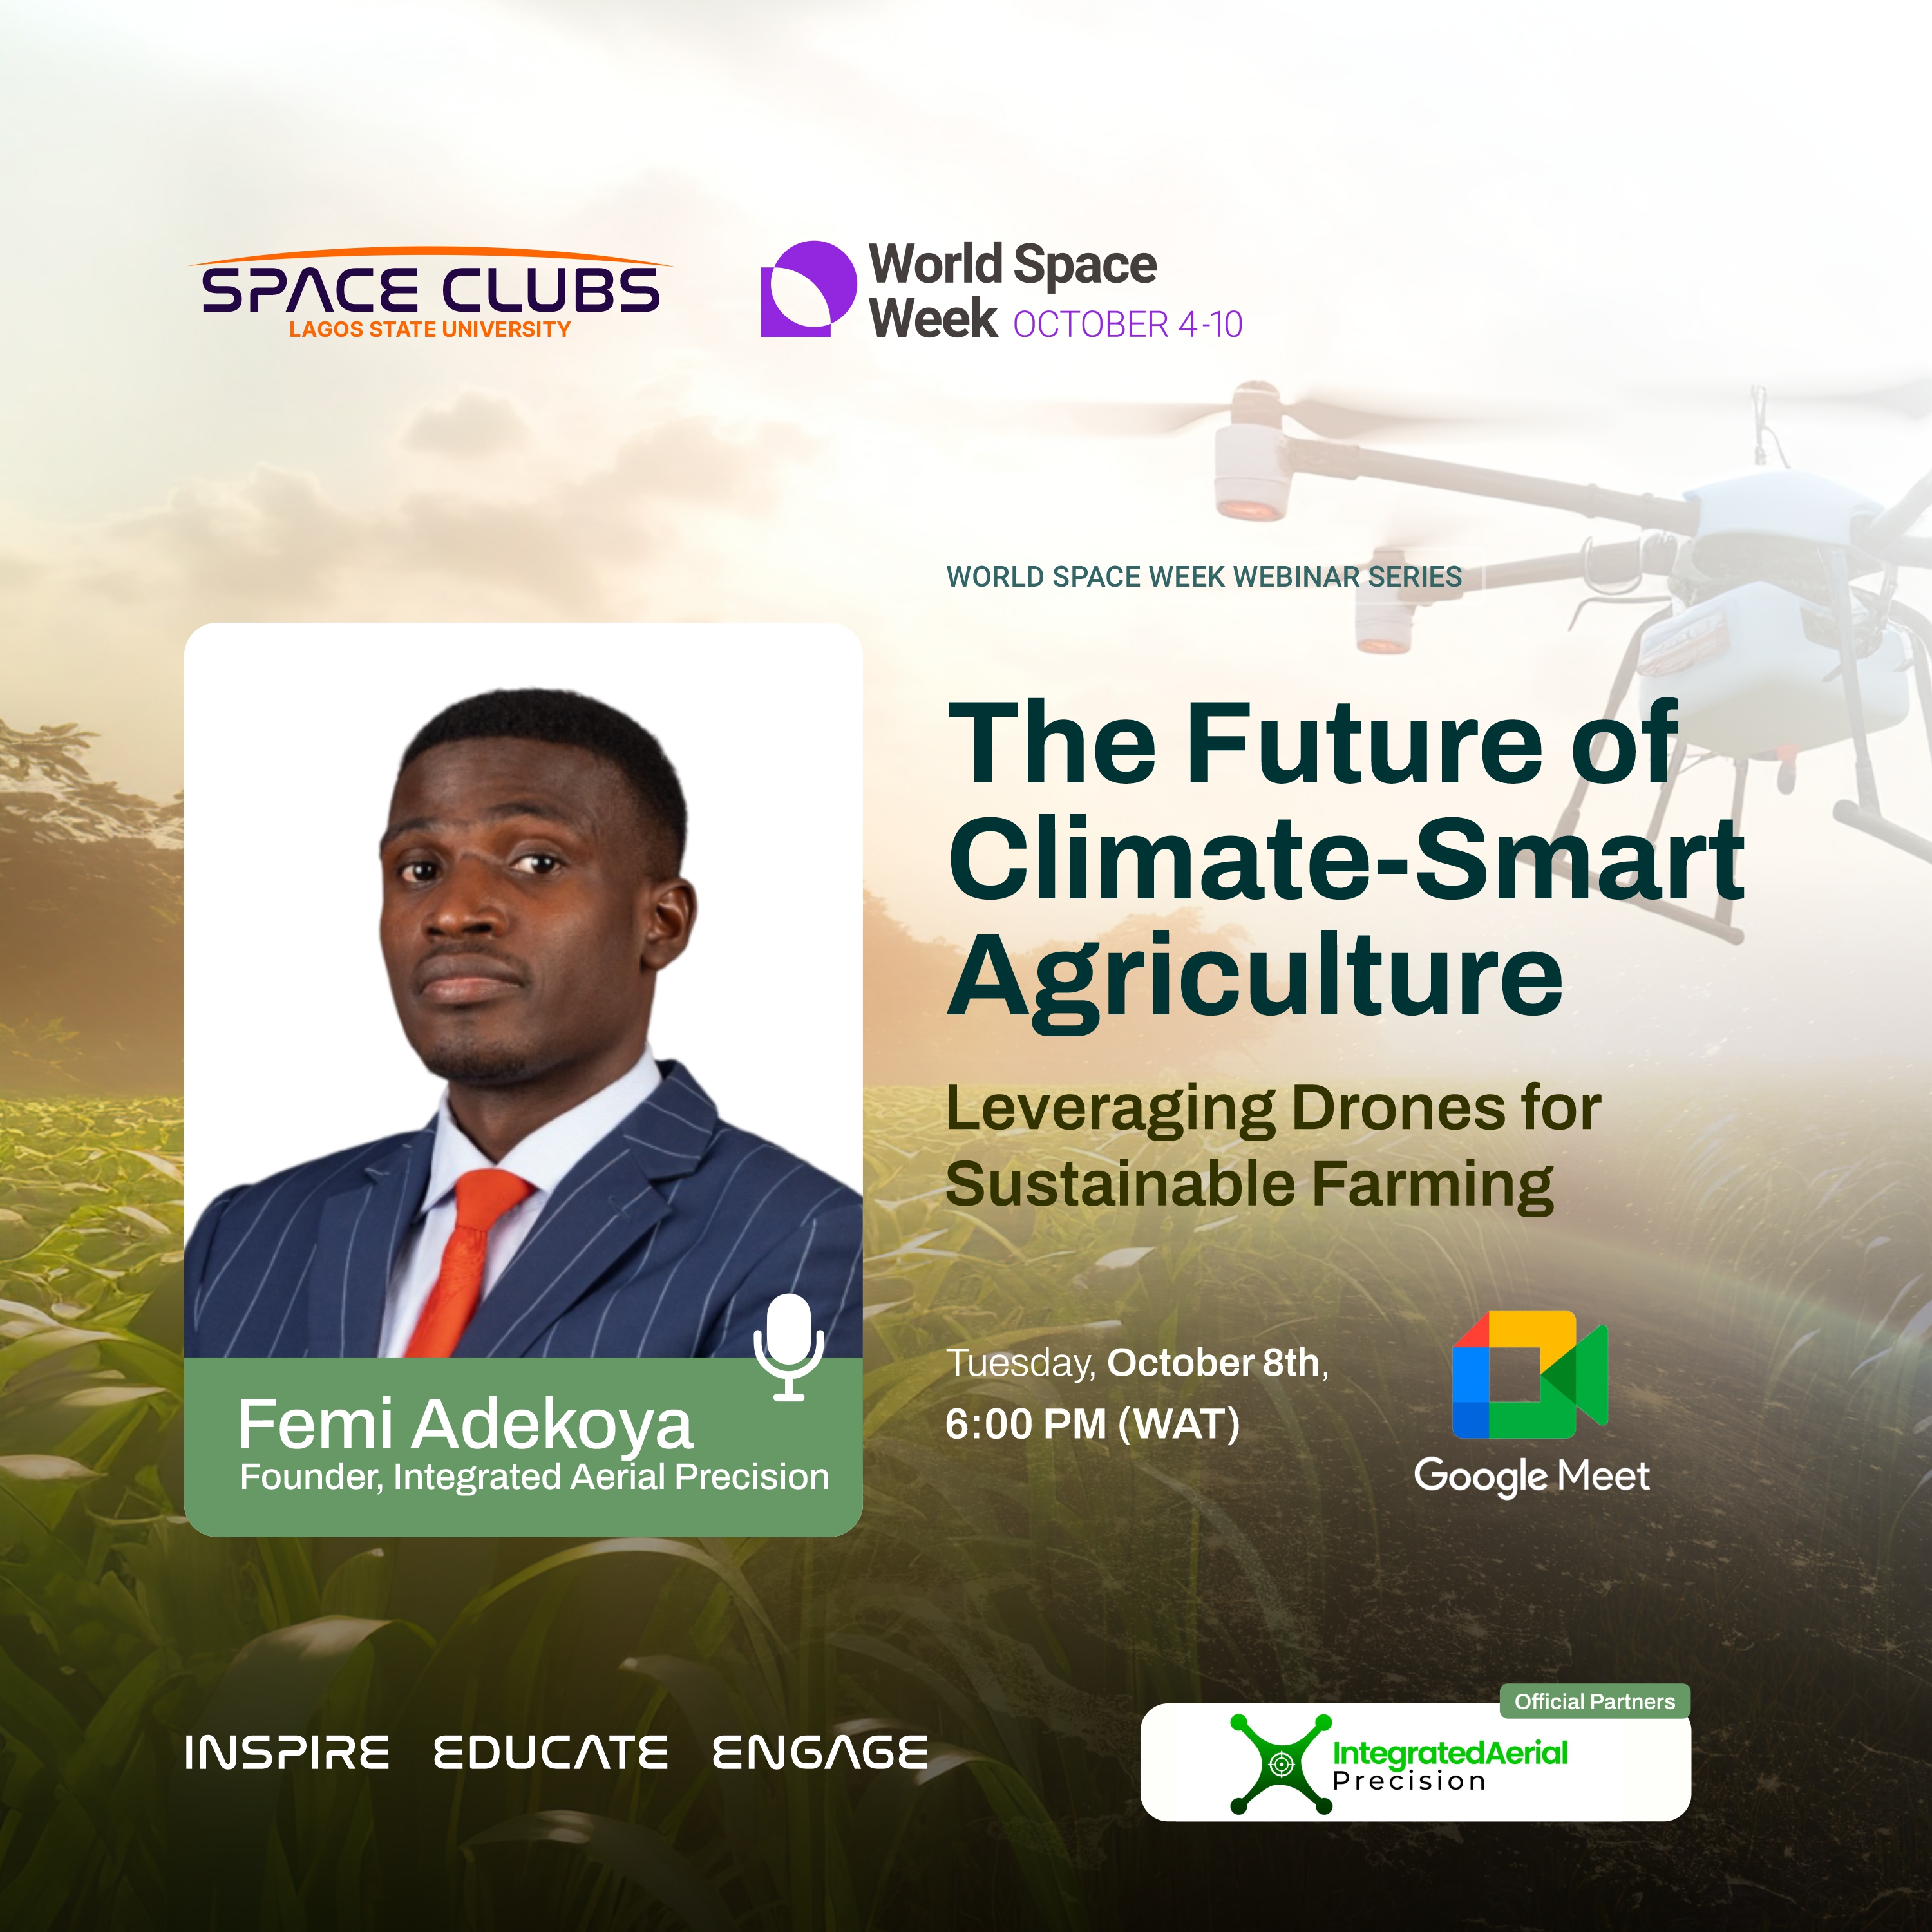 SPACE CLUBS
LAGOS STATE UNIVERSITY
World Space
Week OCTOBER 4-10
WORLD SPACE WEEK WEBINAR SERIES
The Future of
Climate-Smart
Agriculture
Leveraging Drones for
Sustainable Farming
Tuesday, October 8th,
6:00 PM (WAT)
Google Meet
Femi Adekoya
Founder, Integrated Aerial Precision
INSPIRE EDUCATE ENGAGE
Official Partners
IntegratedAerial
Precision